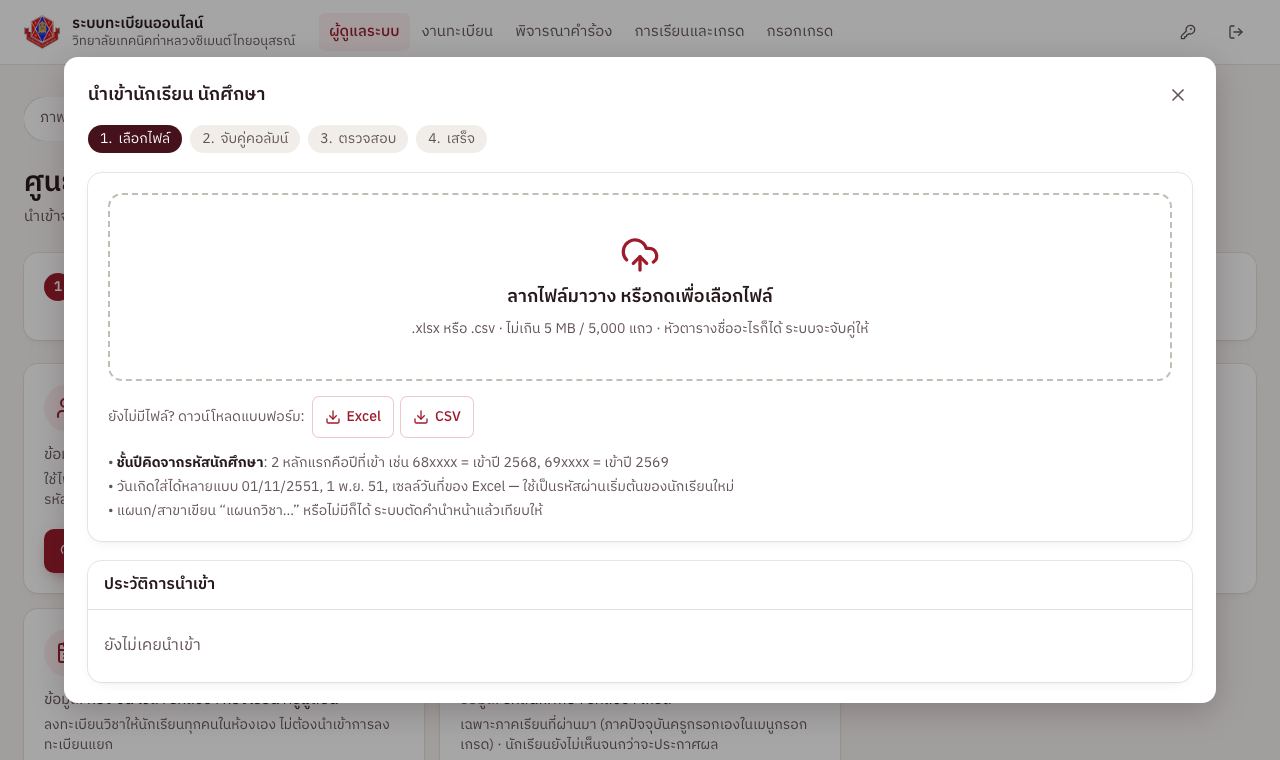 ระบบทะเบียนออนไลน์
วิทยาลัยเทคนิคท่าหลวงซิเมนต์ไทยอนุสรณ์
ผู้ดูแลระบบ
งานทะเบียน
พิจารณาคำร้อง
การเรียนและเกรด
กรอกเกรด
นำเข้านักเรียน นักศึกษา
1. เลือกไฟล์
2. จับคู่คอลัมน์
3. ตรวจสอบ
4. เสร็จ
ลากไฟล์มาวาง หรือกดเพื่อเลือกไฟล์
.xlsx หรือ .csv · ไม่เกิน 5 MB / 5,000 แถว · หัวตารางชื่ออะไรก็ได้ ระบบจะจับคู่ให้
ยังไม่มีไฟล์? ดาวน์โหลดแบบฟอร์ม:
Excel
CSV
• ชั้นปีคิดจากรหัสนักศึกษา: 2 หลักแรกคือปีที่เข้า เช่น 68xxxx = เข้าปี 2568, 69xxxx = เข้าปี 2569
• วันเกิดใส่ได้หลายแบบ 01/11/2551, 1 พ.ย. 51, เซลล์วันที่ของ Excel — ใช้เป็นรหัสผ่านเริ่มต้นของนักเรียนใหม่
• แผนก/สาขาเขียน “แผนกวิชา...” หรือไม่มีก็ได้ ระบบตัดคำนำหน้าแล้วเทียบให้
ประวัติการนำเข้า
ยังไม่เคยนำเข้า
1
ลงทะเบียนวิชาให้นักเรียนทุกคนในห้องเอง ไม่ต้องนำเข้าการลง
ทะเบียนแยก
เฉพาะภาคเรียนที่ผ่านมา (ภาคปัจจุบันครูกรอกเองในเมนูกรอก
เกรด) · นักเรียนยังไม่เห็นจนกว่าจะประกาศผล